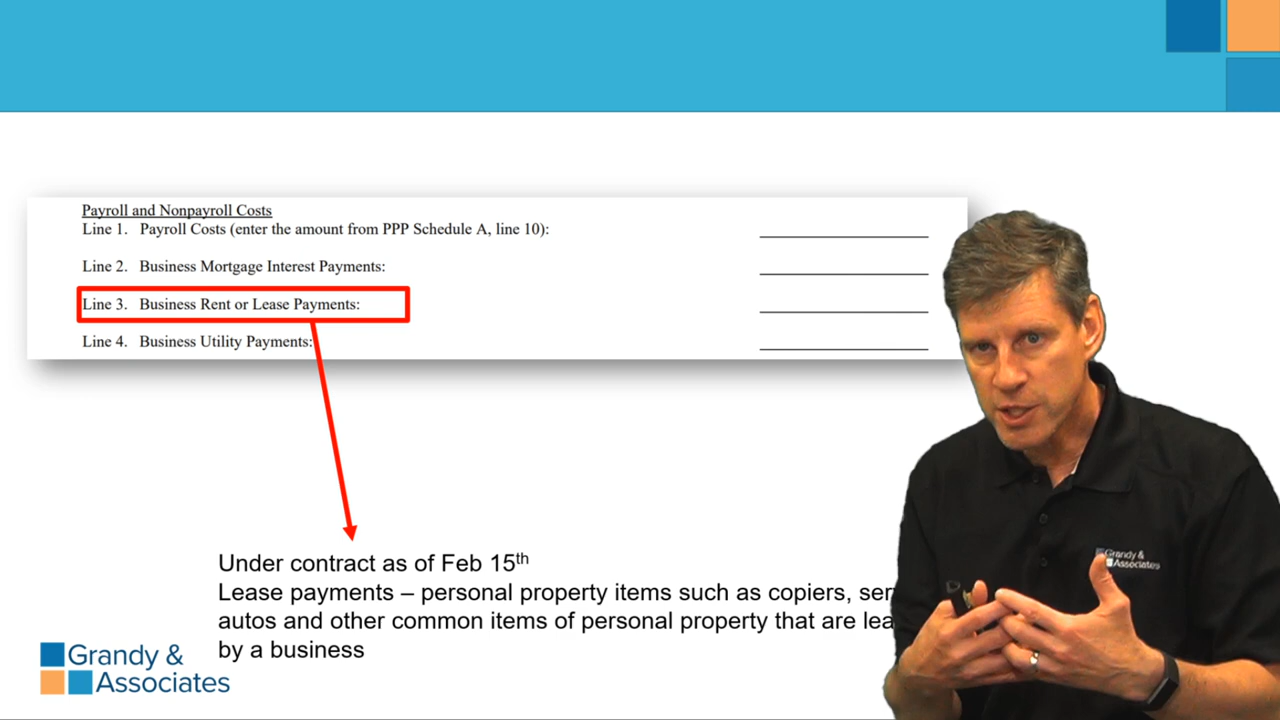 Payroll and Nonpayroll Costs
Line 1. Payroll Costs (enter the amount from PPP Schedule A, line 10):
Line 2. Business Mortgage Interest Payments:
Line 3. Business Rent or Lease Payments:
Line 4. Business Utility Payments:
Under contract as of Feb 15th
Lease payments – personal property items such as copiers,
autos and other common items of personal property that are
by a business
Grandy &
Associates
Grandy &
Associates